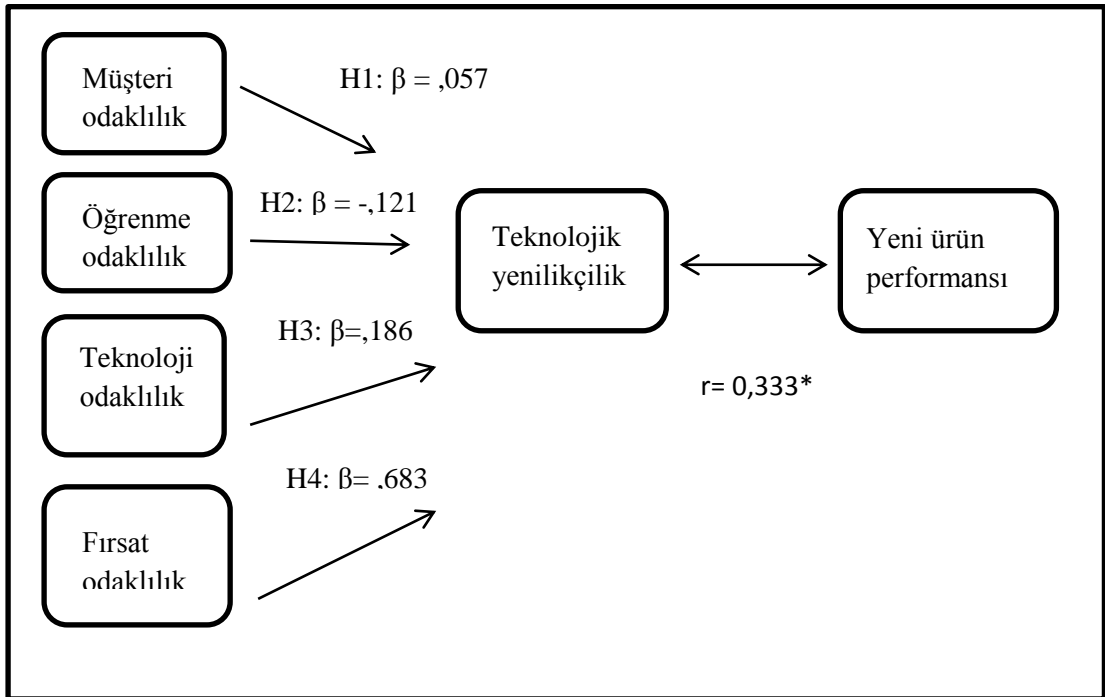 Müşteri
odaklılık
H1: β = ,057
Öğrenme
odaklılık
H2: β = -,121
Teknoloji
odaklılık
H3: β=,186
Fırsat
odaklılık
H4: β= ,683
Teknolojik
yenilikçilik
Yeni ürün
performansı
r= 0,333*